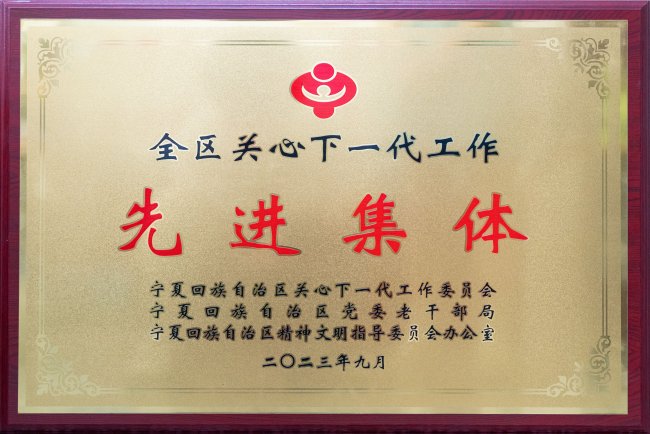 全区关心下一代工作
先进集体
宁夏回族自治区关心下一代工作委员会
宁夏回族自治区党委老干部局
宁夏回族自治区精神文明指导委员会办公室
二〇二三年九月